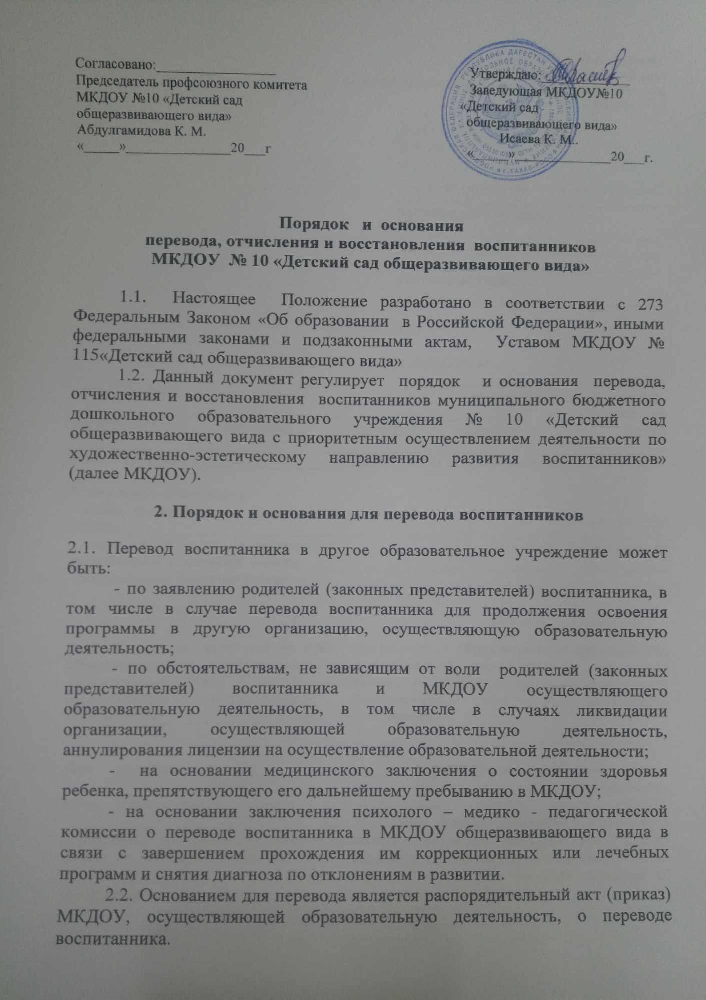 Согласовано:_________________
Председатель профсоюзного комитета
МКДОУ №10 «Детский сад
общеразвивающего вида»
Абдулгамидова К. М.
«_____»_______________20___г
Утверждаю:_____________
Заведующая МКДОУ№10
«Детский сад
общеразвивающего вида»
Исаева К. М..
«_____»______________20___г.
Порядок и основания
перевода, отчисления и восстановления воспитанников
МКДОУ № 10 «Детский сад общеразвивающего вида»
1.1. Настоящее Положение разработано в соответствии с 273
Федеральным Законом «Об образовании в Российской Федерации», иными
федеральными законами и подзаконными актам, Уставом МКДОУ №
115«Детский сад общеразвивающего вида»
1.2. Данный документ регулирует порядок и основания перевода,
отчисления и восстановления воспитанников муниципального бюджетного
дошкольного образовательного учреждения № 10 «Детский сад
общеразвивающего вида с приоритетным осуществлением деятельности по
художественно-эстетическому направлению развития воспитанников»
(далее МКДОУ).
2. Порядок и основания для перевода воспитанников
2.1. Перевод воспитанника в другое образовательное учреждение может
быть:
- по заявлению родителей (законных представителей) воспитанника, в
том числе в случае перевода воспитанника для продолжения освоения
программы в другую организацию, осуществляющую образовательную
деятельность;
- по обстоятельствам, не зависящим от воли родителей (законных
представителей) воспитанника и МКДОУ осуществляющего
образовательную деятельность, в том числе в случаях ликвидации
организации, осуществляющей образовательную деятельность,
аннулирования лицензии на осуществление образовательной деятельности;
- на основании медицинского заключения о состоянии здоровья
ребенка, препятствующего его дальнейшему пребыванию в МКДОУ;
- на основании заключения психолого – медико - педагогической
комиссии о переводе воспитанника в МКДОУ общеразвивающего вида в
связи с завершением прохождения им коррекционных или лечебных
программ и снятия диагноза по отклонениям в развитии.
2.2. Основанием для перевода является распорядительный акт (приказ)
МКДОУ, осуществляющей образовательную деятельность, о переводе
воспитанника.
РОССИЙСКАЯ ФЕДЕРАЦИЯ РЕСПУБЛИКА ДАГЕСТАН
с.КАХАБ-РОСО